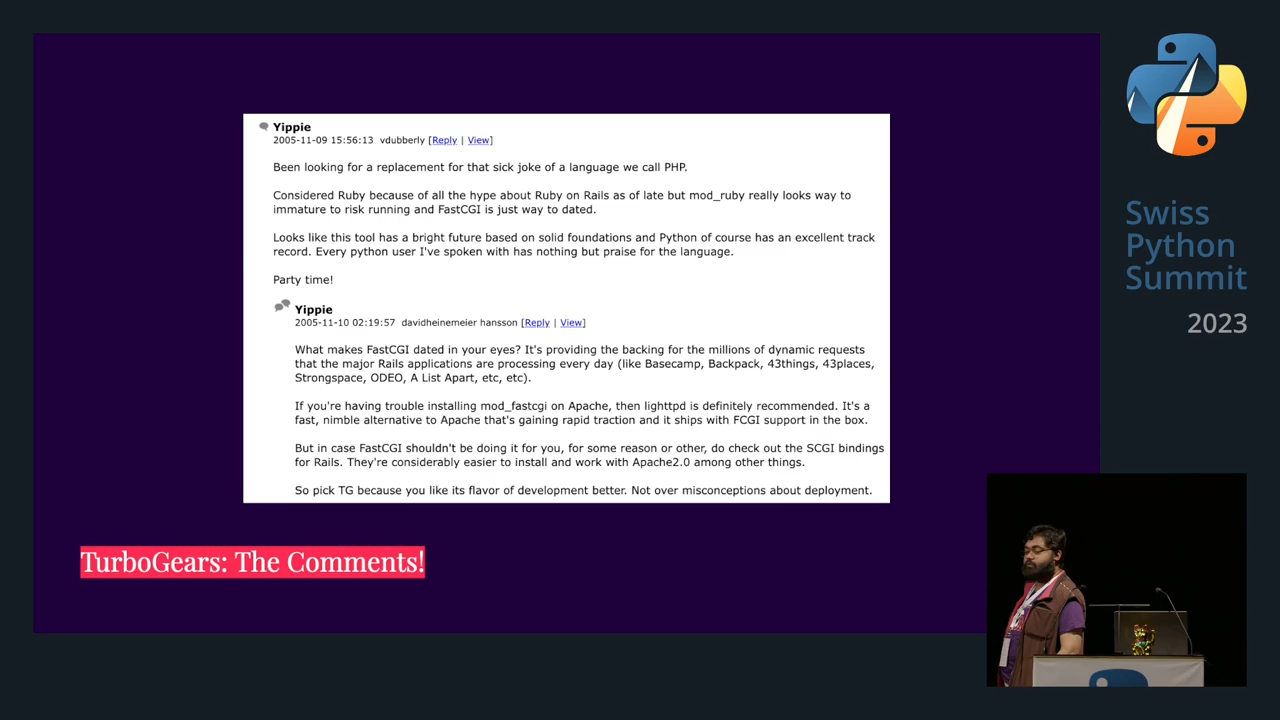 Yippie
2005-11-09 15:56:13 vdubberly [Reply | View]
Been looking for a replacement for that sick joke of a language we call PHP.
Considered Ruby because of all the hype about Ruby on Rails as of late but mod_ruby really looks way to
immature to risk running and FastCGI is just way to dated.
Looks like this tool has a bright future based on solid foundations and Python of course has an excellent track
record. Every python user I've spoken with has nothing but praise for the language.
Party time!
Yippie
2005-11-10 02:19:57 davidheinemeier hansson [Reply | View]
What makes FastCGI dated in your eyes? It's providing the backing for the millions of dynamic requests
that the major Rails applications are processing every day (like Basecamp, Backpack, 43things, 43places,
Strongspace, ODEO, A List Apart, etc, etc).
If you're having trouble installing mod_fastcgi on Apache, then lighttpd is definitely recommended. It's a
fast, nimble alternative to Apache that's gaining rapid traction and it ships with FCGI support in the box.
But in case FastCGI shouldn't be doing it for you, for some reason or other, do check out the SCGI bindings
for Rails. They're considerably easier to install and work with Apache2.0 among other things.
So pick TG because you like its flavor of development better. Not over misconceptions about deployment.
TurboGears: The Comments!
Swiss
Python
Summit
2023